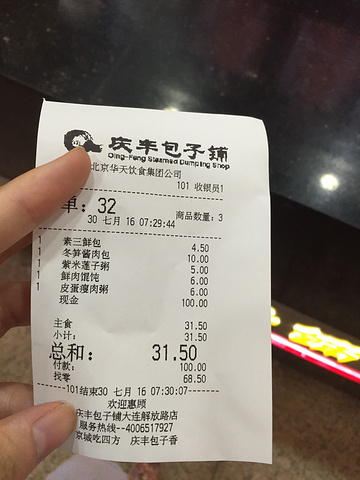 庆丰包子铺
Qing-Feng Steamed Dumpling Shop
北京华天饮食集团公司
101 收银员1
单: 32
商品数量: 3
30 七月 16 07:29:44
1 素三鲜包 4.50
1 冬笋酱肉包 10.00
1 紫米莲子粥 5.00
1 鲜肉馄饨 6.00
1 皮蛋瘦肉粥 6.00
现金 100.00
主食 31.50
小计: 31.50
总和: 31.50
付款: 100.00
找零 68.50
101结束30 七月 16 07:30:07
欢迎惠顾
庆丰包子铺大连解放路店
服务热线--4006517927
京城吃四方 庆丰包子香